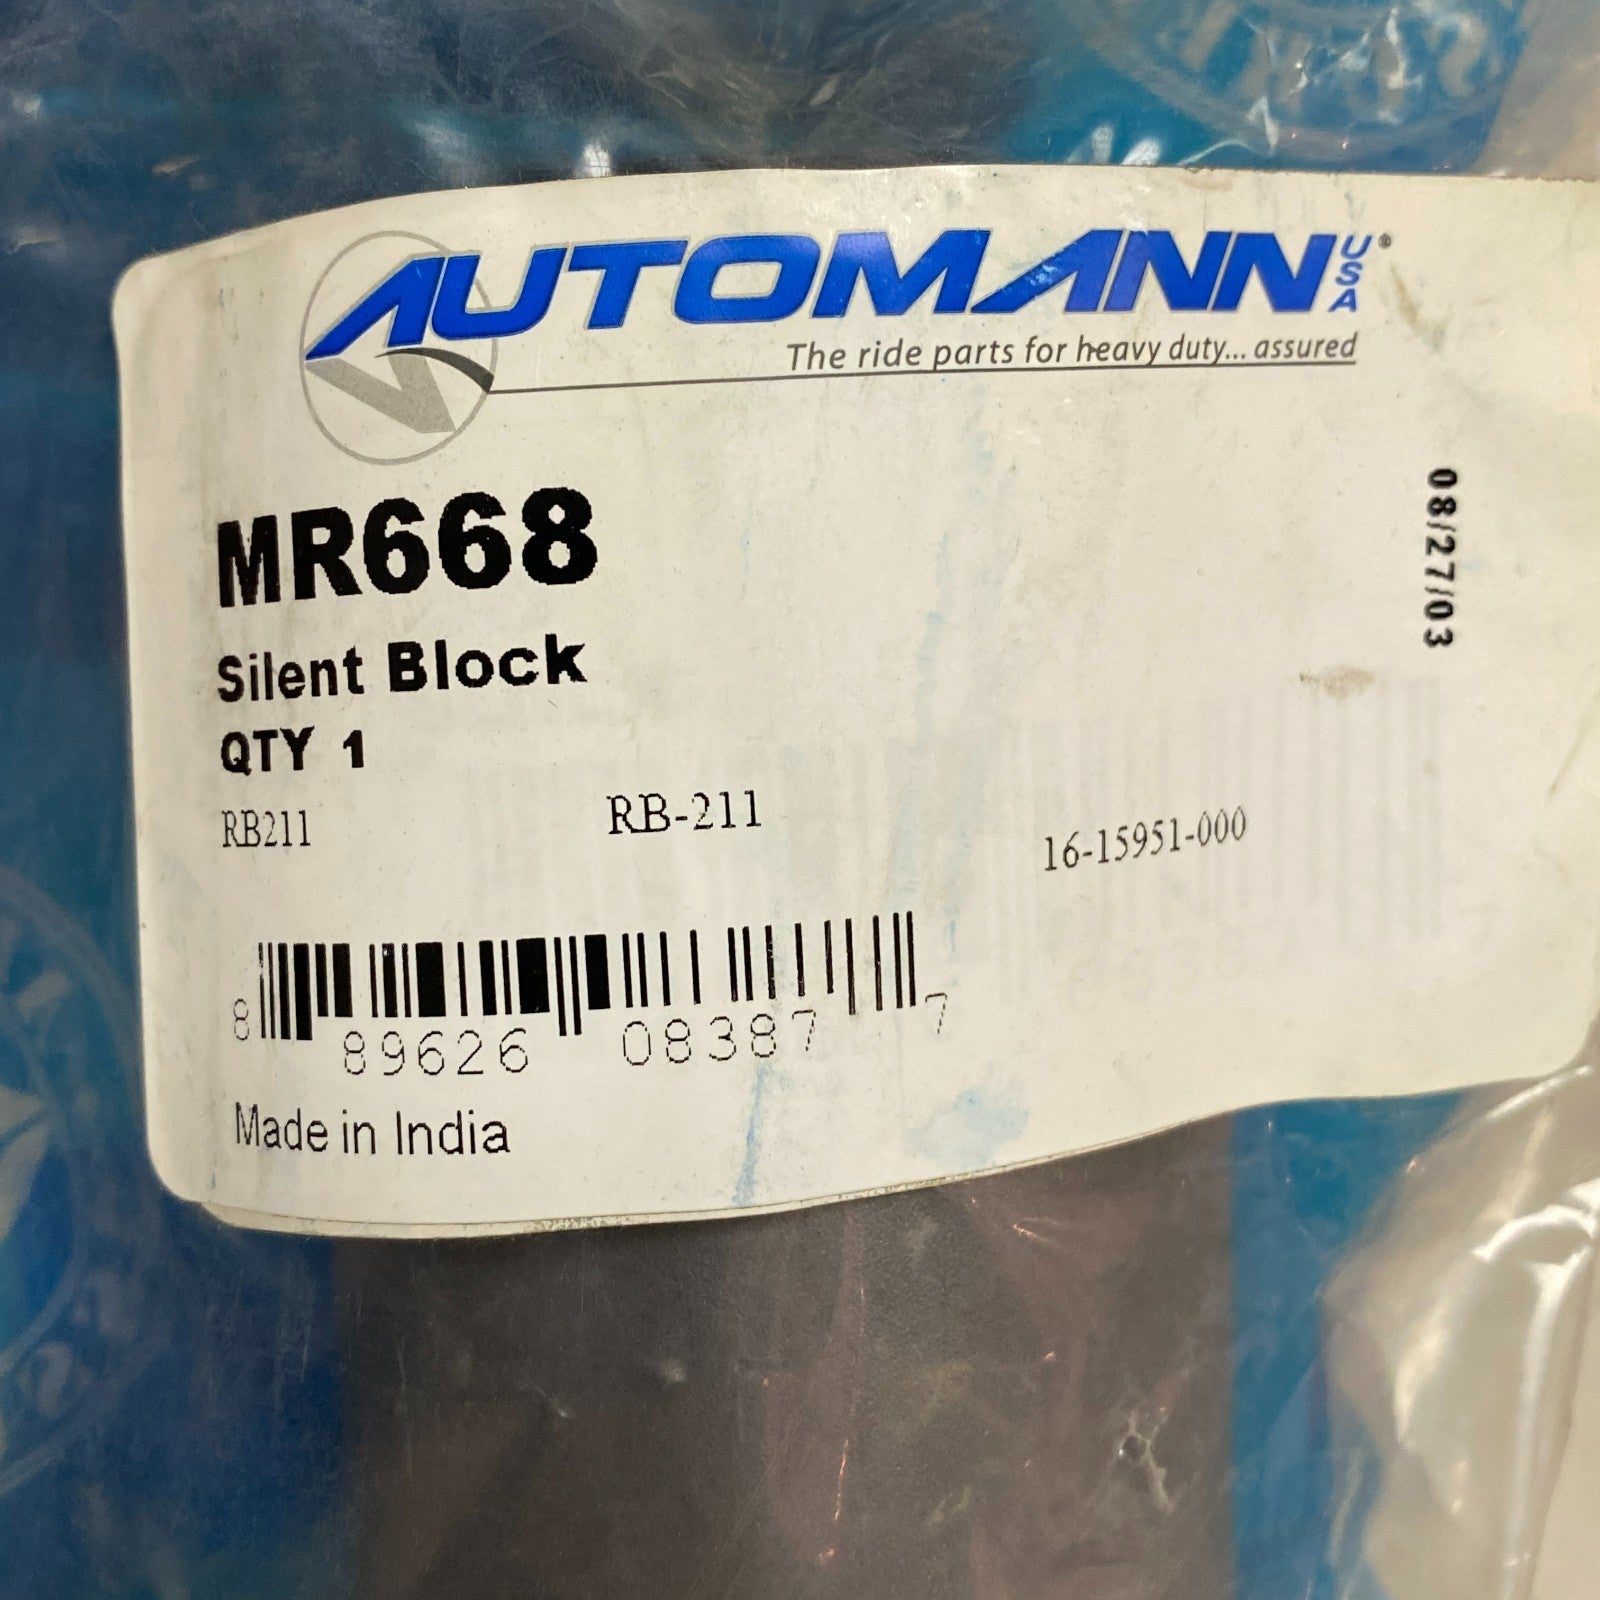 AUTOMANN USA®
The ride parts for heavy duty... assured
08/27/03
MR668
Silent Block
QTY 1
RB211 RB-211 16-15951-000
8 89626 08387 7
Made in India